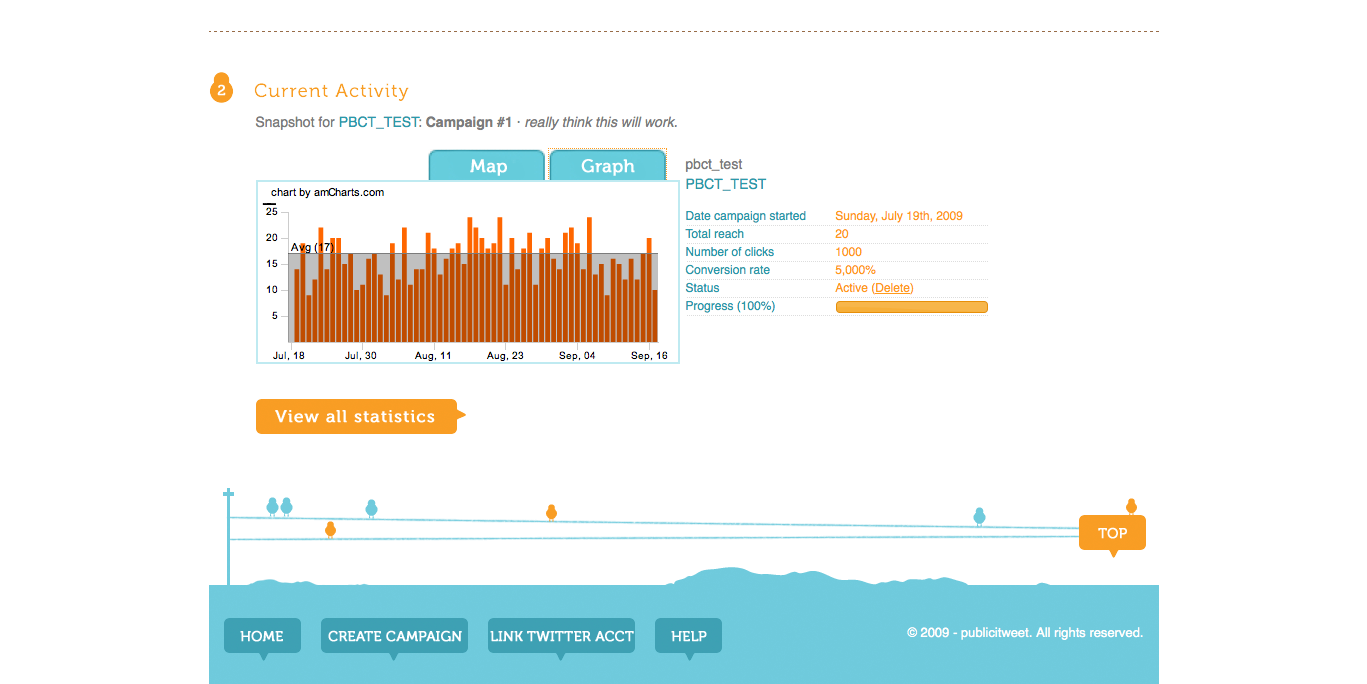 2 Current Activity
Snapshot for PBCT_TEST: Campaign #1 · really think this will work.
Map Graph
chart by amCharts.com
25
20
15
10
5
Avg (17)
Jul, 18 Jul, 30 Aug, 11 Aug, 23 Sep, 04 Sep, 16
pbct_test
PBCT_TEST
Date campaign started Sunday, July 19th, 2009
Total reach 20
Number of clicks 1000
Conversion rate 5,000%
Status Active (Delete)
Progress (100%)
View all statistics
TOP
HOME CREATE CAMPAIGN LINK TWITTER ACCT HELP
© 2009 - publicitweet. All rights reserved.